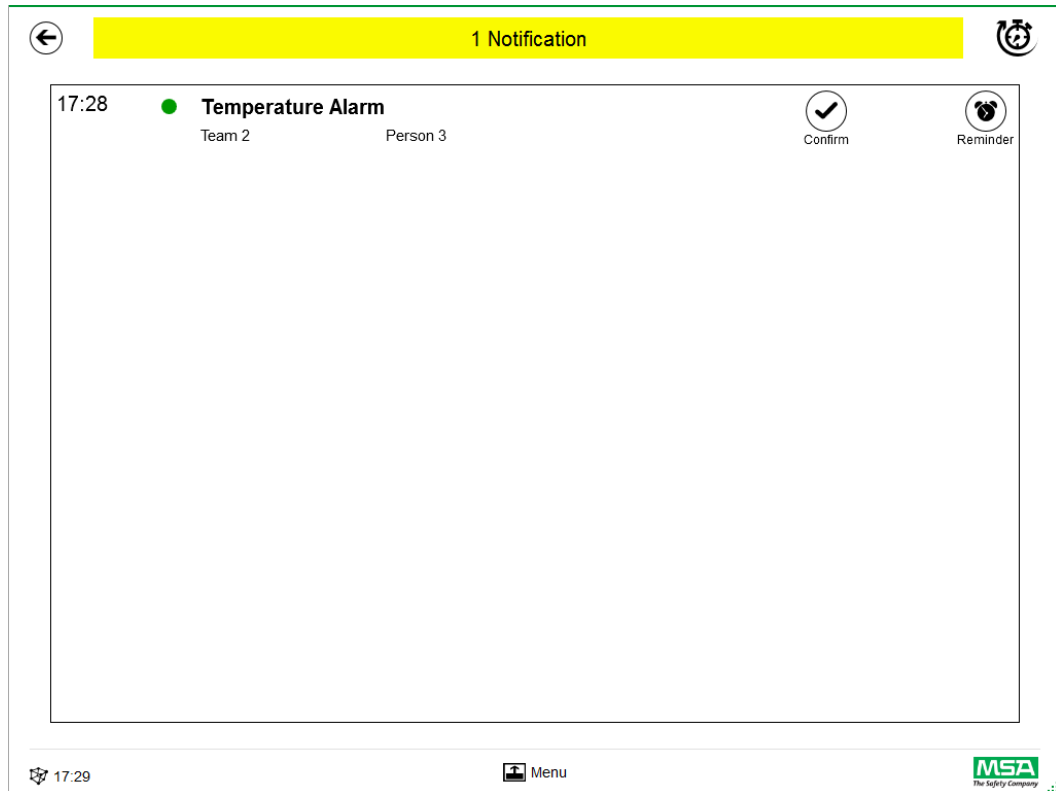 1 Notification
17:28
Temperature Alarm
Team 2 Person 3
Confirm
Reminder
17:29
Menu
MSA
The Safety Company